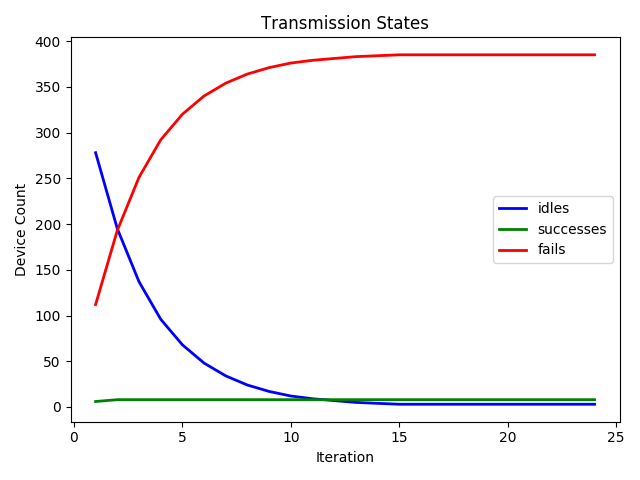 Transmission States
Device Count
400
350
300
250
200
150
100
50
0
idles
successes
fails
0 5 10 15 20 25
Iteration